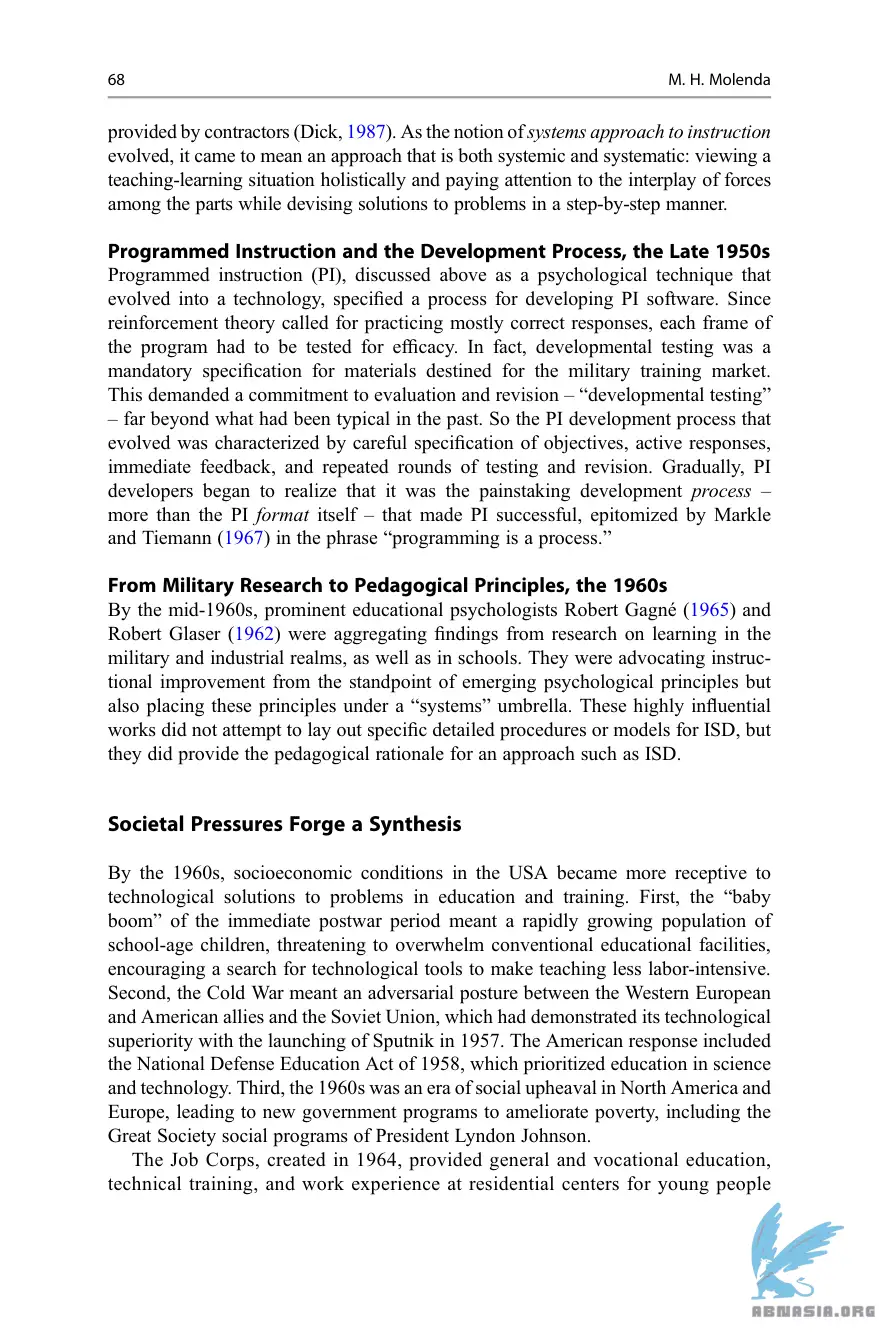 68
M. H. Molenda
provided by contractors (Dick, 1987). As the notion of systems approach to instruction
evolved, it came to mean an approach that is both systemic and systematic: viewing a
teaching-learning situation holistically and paying attention to the interplay of forces
among the parts while devising solutions to problems in a step-by-step manner.
Programmed Instruction and the Development Process, the Late 1950s
Programmed instruction (PI), discussed above as a psychological technique that
evolved into a technology, specified a process for developing PI software. Since
reinforcement theory called for practicing mostly correct responses, each frame of
the program had to be tested for efficacy. In fact, developmental testing was a
mandatory specification for materials destined for the military training market.
This demanded a commitment to evaluation and revision – “developmental testing”
– far beyond what had been typical in the past. So the PI development process that
evolved was characterized by careful specification of objectives, active responses,
immediate feedback, and repeated rounds of testing and revision. Gradually, PI
developers began to realize that it was the painstaking development process –
more than the PI format itself – that made PI successful, epitomized by Markle
and Tiemann (1967) in the phrase “programming is a process.”
From Military Research to Pedagogical Principles, the 1960s
By the mid-1960s, prominent educational psychologists Robert Gagné (1965) and
Robert Glaser (1962) were aggregating findings from research on learning in the
military and industrial realms, as well as in schools. They were advocating instruc-
tional improvement from the standpoint of emerging psychological principles but
also placing these principles under a “systems” umbrella. These highly influential
works did not attempt to lay out specific detailed procedures or models for ISD, but
they did provide the pedagogical rationale for an approach such as ISD.
Societal Pressures Forge a Synthesis
By the 1960s, socioeconomic conditions in the USA became more receptive to
technological solutions to problems in education and training. First, the “baby
boom” of the immediate postwar period meant a rapidly growing population of
school-age children, threatening to overwhelm conventional educational facilities,
encouraging a search for technological tools to make teaching less labor-intensive.
Second, the Cold War meant an adversarial posture between the Western European
and American allies and the Soviet Union, which had demonstrated its technological
superiority with the launching of Sputnik in 1957. The American response included
the National Defense Education Act of 1958, which prioritized education in science
and technology. Third, the 1960s was an era of social upheaval in North America and
Europe, leading to new government programs to ameliorate poverty, including the
Great Society social programs of President Lyndon Johnson.
The Job Corps, created in 1964, provided general and vocational education,
technical training, and work experience at residential centers for young people
ABNASIA.ORG